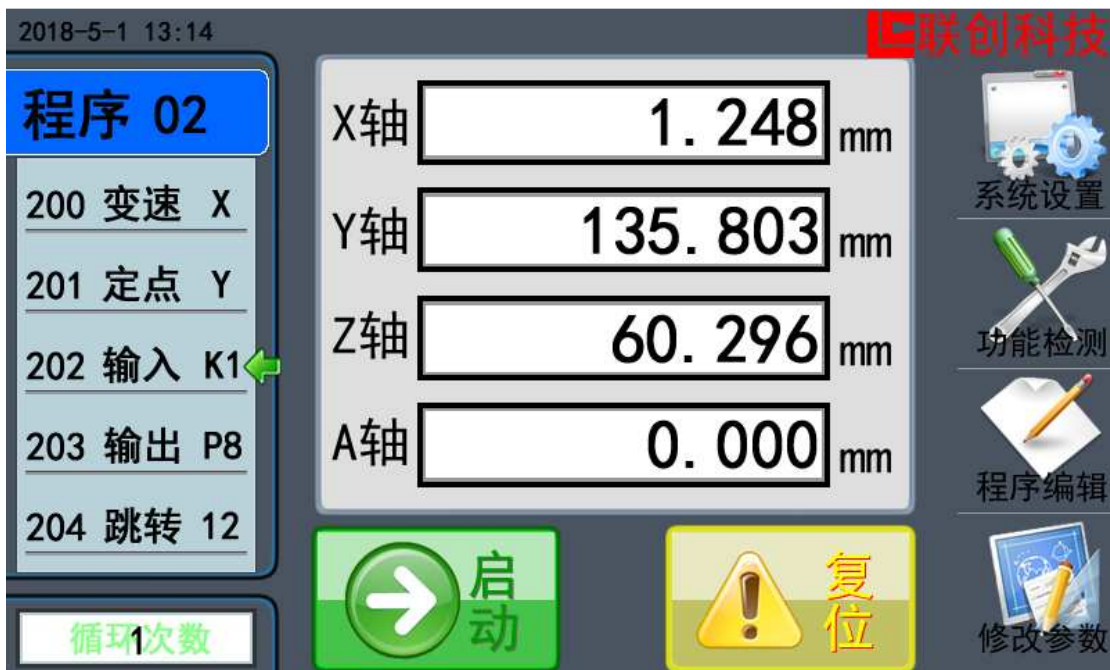 2018-5-1 13:14
联创科技
程序 02
200 变速 X
201 定点 Y
202 输入 K1
203 输出 P8
204 跳转 12
循环次数
1
X轴 1.248 mm
Y轴 135.803 mm
Z轴 60.296 mm
A轴 0.000 mm
启动
复位
系统设置
功能检测
程序编辑
修改参数